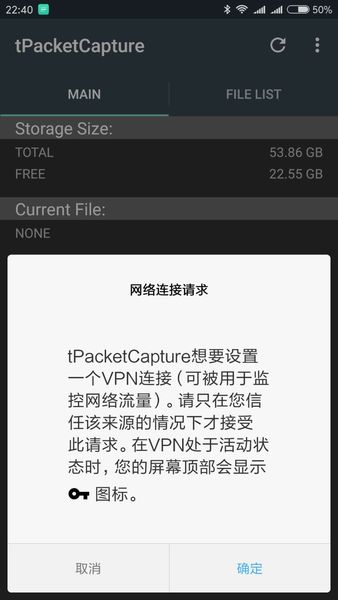 22:40 50%
tPacketCapture
MAIN FILE LIST
Storage Size:
TOTAL 53.86 GB
FREE 22.55 GB
Current File:
NONE
网络连接请求
tPacketCapture想要设置
一个VPN连接（可被用于监
控网络流量）。请只在您信
任该来源的情况下才接受
此请求。在VPN处于活动状
态时，您的屏幕顶部会显示
图标。
取消 确定